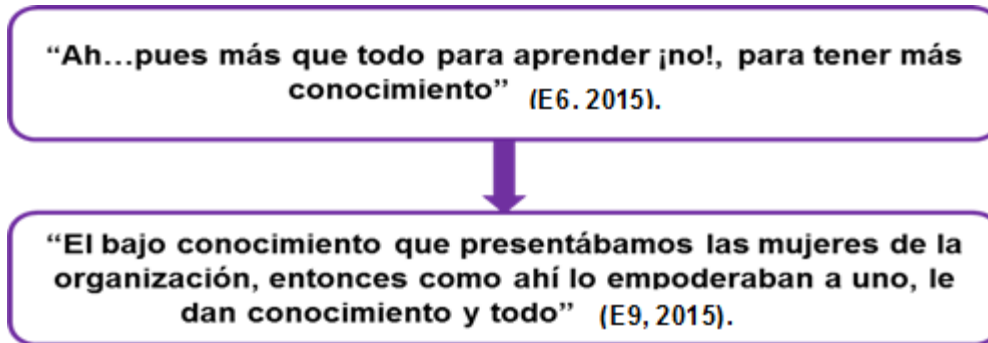 “Ah…pues más que todo para aprender ¡no!, para tener más
conocimiento” (E6. 2015).
“El bajo conocimiento que presentábamos las mujeres de la
organización, entonces como ahí lo empoderaban a uno, le
dan conocimiento y todo” (E9, 2015).